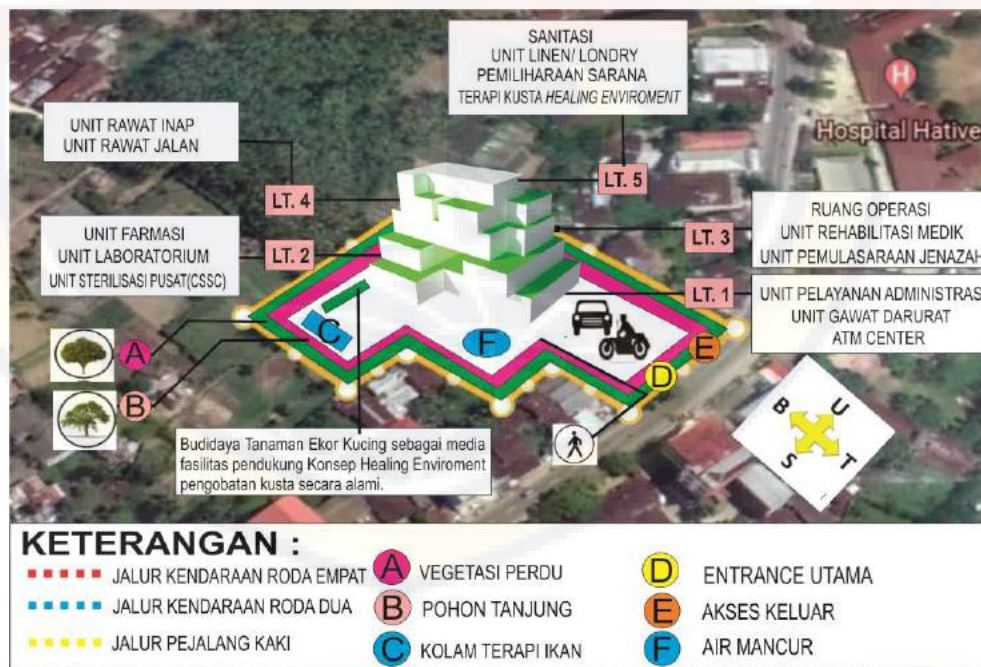 SANITASI
UNIT LINEN/ LONDRY
PEMILIHARAAN SARANA
TERAPI KUSTA HEALING ENVIROMENT
H
Hospital Hative
UNIT RAWAT INAP
UNIT RAWAT JALAN
LT. 4
LT. 5
UNIT FARMASI
UNIT LABORATORIUM
UNIT STERILISASI PUSAT(CSSC)
LT. 2
LT. 3
RUANG OPERASI
UNIT REHABILITASI MEDIK
UNIT PEMULASARAAN JENAZAH
LT. 1
UNIT PELAYANAN ADMINISTRAS
UNIT GAWAT DARURAT
ATM CENTER
A
B
C
F
D
E
Budidaya Tanaman Ekor Kucing sebagai media
fasilitas pendukung Konsep Healing Enviroment
pengobatan kusta secara alami.
B
U
S
T
KETERANGAN :
JALUR KENDARAAN RODA EMPAT
JALUR KENDARAAN RODA DUA
JALUR PEJALANG KAKI
A VEGETASI PERDU
B POHON TANJUNG
C KOLAM TERAPI IKAN
D ENTRANCE UTAMA
E AKSES KELUAR
F AIR MANCUR